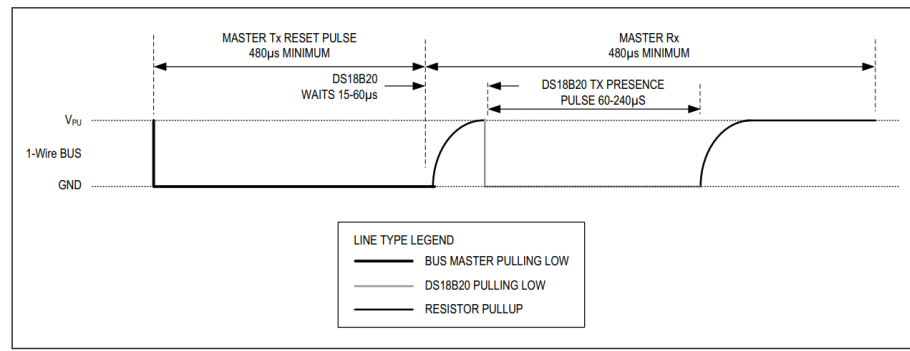 MASTER Tx RESET PULSE
480µs MINIMUM
MASTER Rx
480µs MINIMUM
DS18B20
WAITS 15-60µs
DS18B20 TX PRESENCE
PULSE 60-240µS
VPU
1-Wire BUS
GND
LINE TYPE LEGEND
BUS MASTER PULLING LOW
DS18B20 PULLING LOW
RESISTOR PULLUP